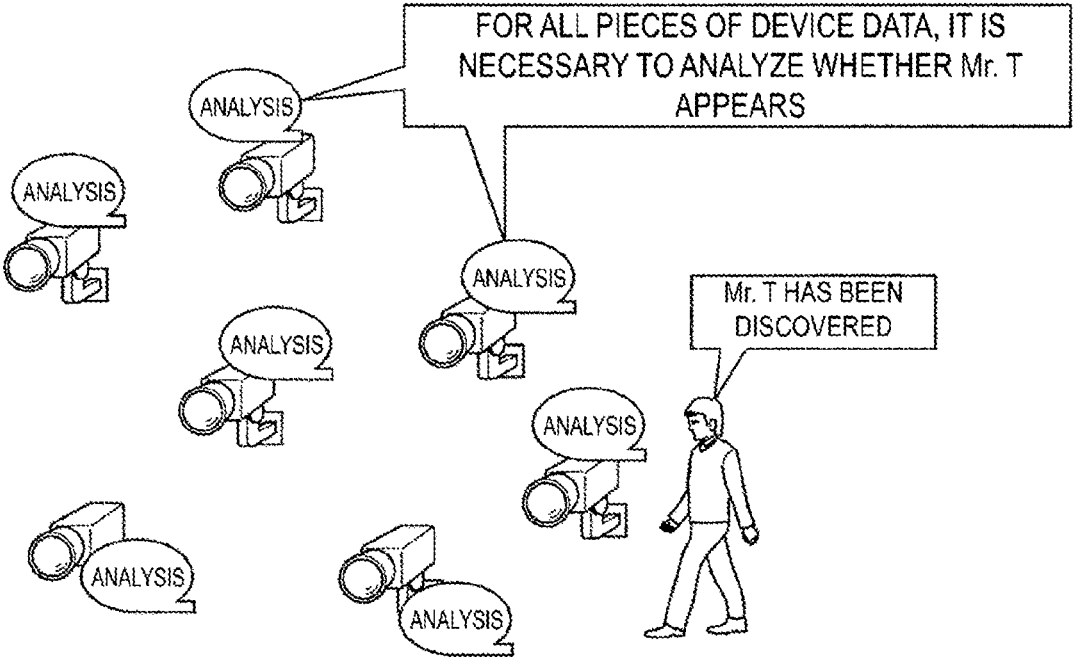 FOR ALL PIECES OF DEVICE DATA, IT IS
NECESSARY TO ANALYZE WHETHER Mr. T
APPEARS
ANALYSIS
ANALYSIS
ANALYSIS
Mr. T HAS BEEN
DISCOVERED
ANALYSIS
ANALYSIS
ANALYSIS
ANALYSIS